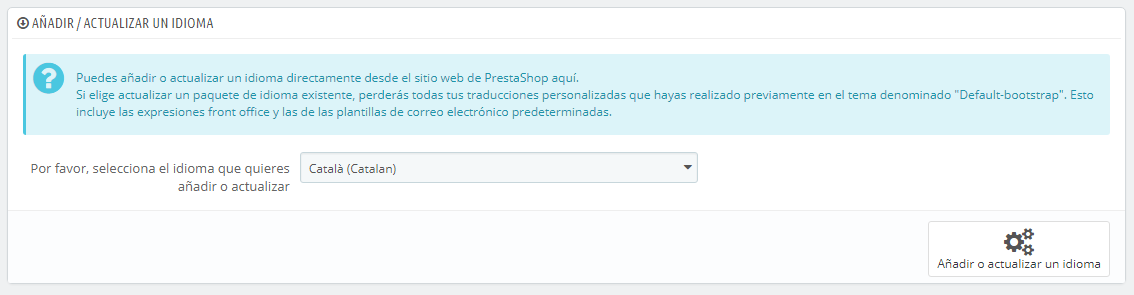 AÑADIR / ACTUALIZAR UN IDIOMA
Puedes añadir o actualizar un idioma directamente desde el sitio web de PrestaShop aquí.
Si elige actualizar un paquete de idioma existente, perderás todas tus traducciones personalizadas que hayas realizado previamente en el tema denominado "Default-bootstrap". Esto
incluye las expresiones front office y las de las plantillas de correo electrónico predeterminadas.
Por favor, selecciona el idioma que quieres
añadir o actualizar
Català (Catalan)
Añadir o actualizar un idioma